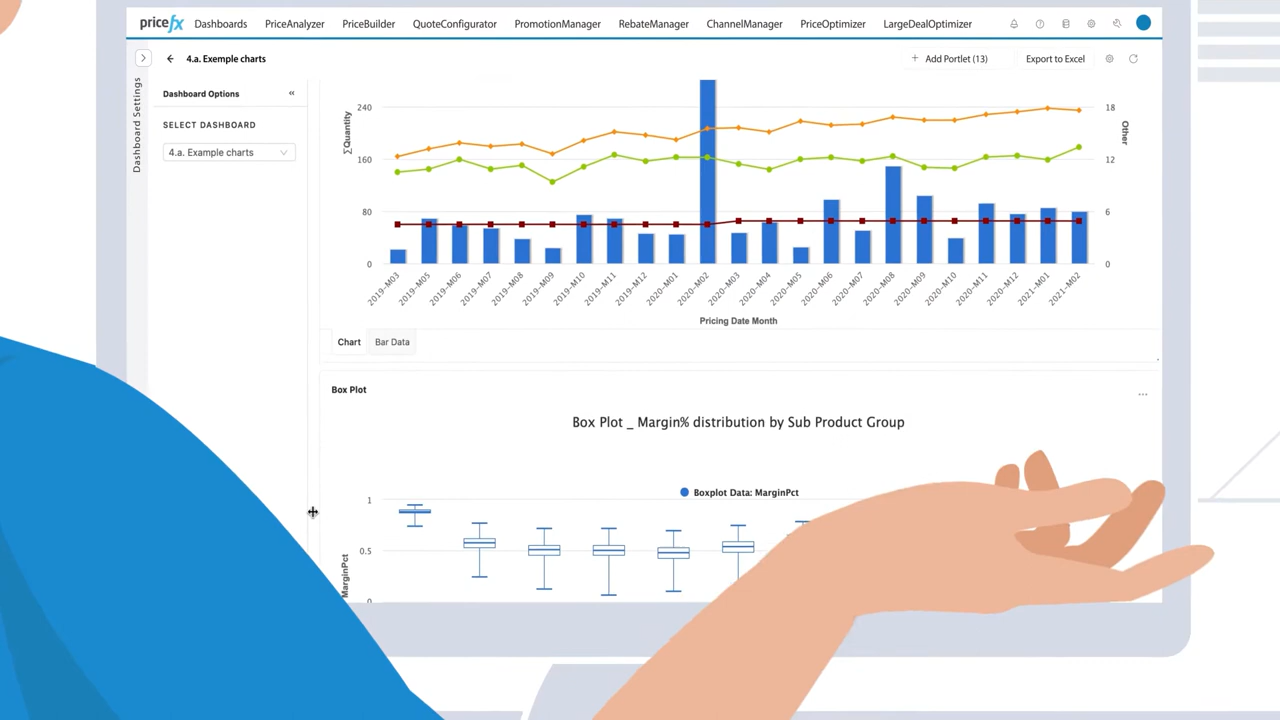 pricefx Dashboards PriceAnalyzer PriceBuilder QuoteConfigurator PromotionManager RebateManager ChannelManager PriceOptimizer LargeDealOptimizer
4.a. Exemple charts + Add Portlet (13) Export to Excel
Dashboard Settings
Dashboard Options «
SELECT DASHBOARD
4.a. Example charts
∑Quantity
240
160
80
0
18
12
6
0
Other
2019-M03 2019-M05 2019-M06 2019-M07 2019-M08 2019-M09 2019-M10 2019-M11 2019-M12 2020-M01 2020-M02 2020-M03 2020-M04 2020-M05 2020-M06 2020-M07 2020-M08 2020-M09 2020-M10 2020-M11 2020-M12 2021-M01 2021-M02
Pricing Date Month
Chart Bar Data
Box Plot
Box Plot _ Margin% distribution by Sub Product Group
Boxplot Data: MarginPct
MarginPct
1
0.5
0